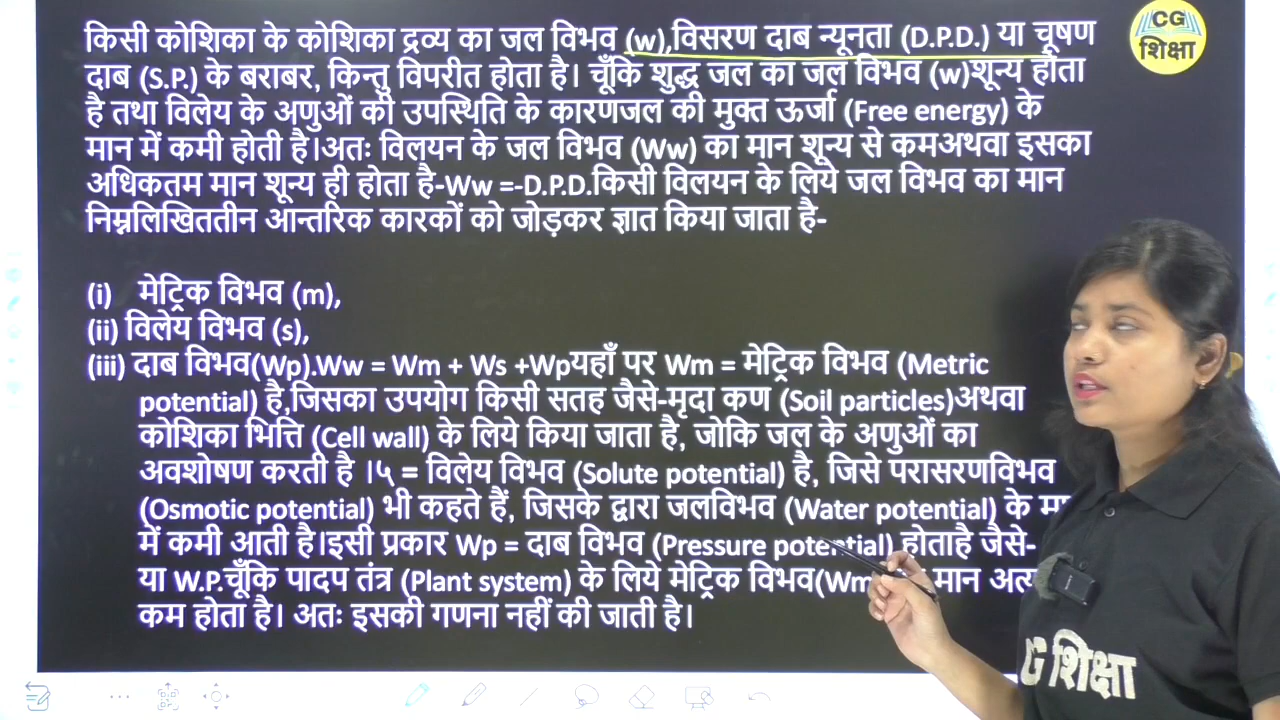 किसी कोशिका के कोशिका द्रव्य का जल विभव (w),विसरण दाब न्यूनता (D.P.D.) या चूषण
दाब (S.P.) के बराबर, किन्तु विपरीत होता है। चूँकि शुद्ध जल का जल विभव (w)शून्य होता
है तथा विलेय के अणुओं की उपस्थिति के कारणजल की मुक्त ऊर्जा (Free energy) के
मान में कमी होती है।अतः विलयन के जल विभव (Ww) का मान शून्य से कमअथवा इसका
अधिकतम मान शून्य ही होता है-Ww =-D.P.D.किसी विलयन के लिये जल विभव का मान
निम्नलिखिततीन आन्तरिक कारकों को जोड़कर ज्ञात किया जाता है-
(i) मेट्रिक विभव (m),
(ii) विलेय विभव (s),
(iii) दाब विभव(Wp).Ww = Wm + Ws +Wpयहाँ पर Wm = मेट्रिक विभव (Metric
potential) है,जिसका उपयोग किसी सतह जैसे-मृदा कण (Soil particles)अथवा
कोशिका भित्ति (Cell wall) के लिये किया जाता है, जोकि जल के अणुओं का
अवशोषण करती है ।५ = विलेय विभव (Solute potential) है, जिसे परासरणविभव
(Osmotic potential) भी कहते हैं, जिसके द्वारा जलविभव (Water potential) के
में कमी आती है।इसी प्रकार Wp = दाब विभव (Pressure potential) होताहै जैसे-
या W.P.चूँकि पादप तंत्र (Plant system) के लिये मेट्रिक विभव(Wm मान
कम होता है। अतः इसकी गणना नहीं की जाती है।
CG
शिक्षा
G शिक्षा